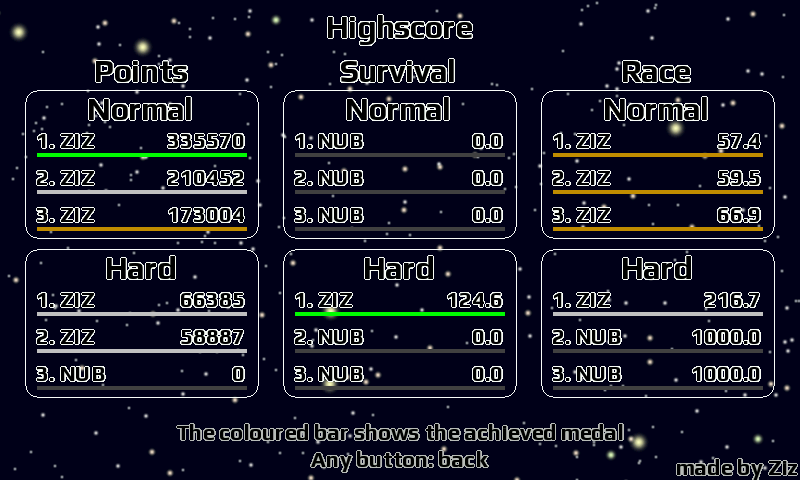 Highscore
Points
Normal
1. ZIZ 335570
2. ZIZ 210452
3. ZIZ 173004
Hard
1. ZIZ 66385
2. ZIZ 58887
3. NUB 0
Survival
Normal
1. NUB 0.0
2. NUB 0.0
3. NUB 0.0
Hard
1. ZIZ 124.6
2. NUB 0.0
3. NUB 0.0
Race
Normal
1. ZIZ 57.4
2. ZIZ 59.5
3. ZIZ 66.9
Hard
1. ZIZ 216.7
2. NUB 1000.0
3. NUB 1000.0
The coloured bar shows the achieved medal
Any button: back
made by Ziz